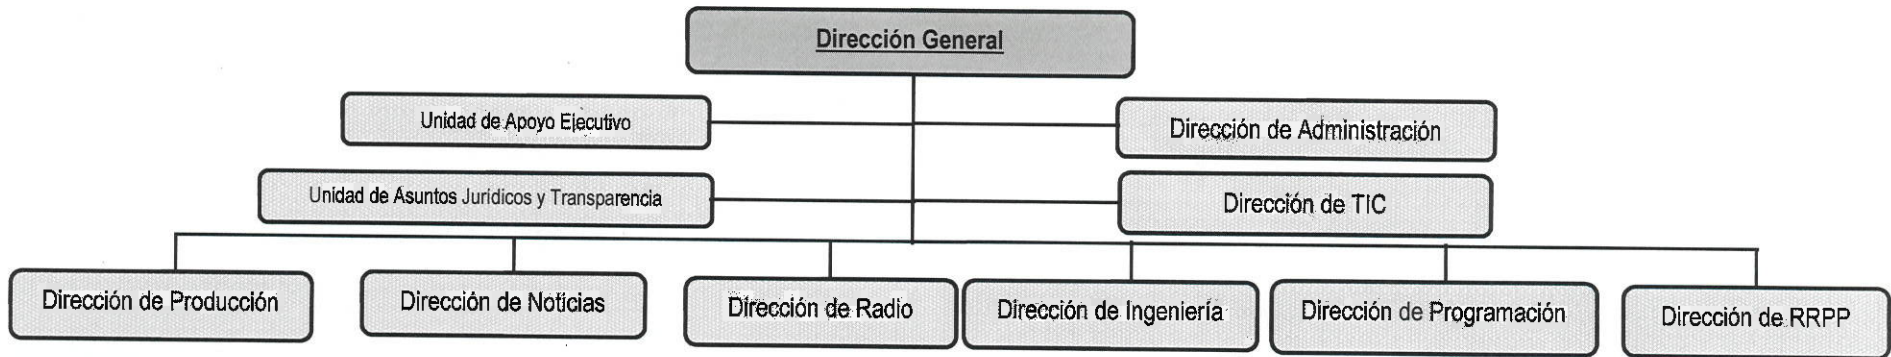 Dirección General
Unidad de Apoyo Ejecutivo
Dirección de Administración
Unidad de Asuntos Jurídicos y Transparencia
Dirección de TIC
Dirección de Producción
Dirección de Noticias
Dirección de Radio
Dirección de Ingeniería
Dirección de Programación
Dirección de RRPP